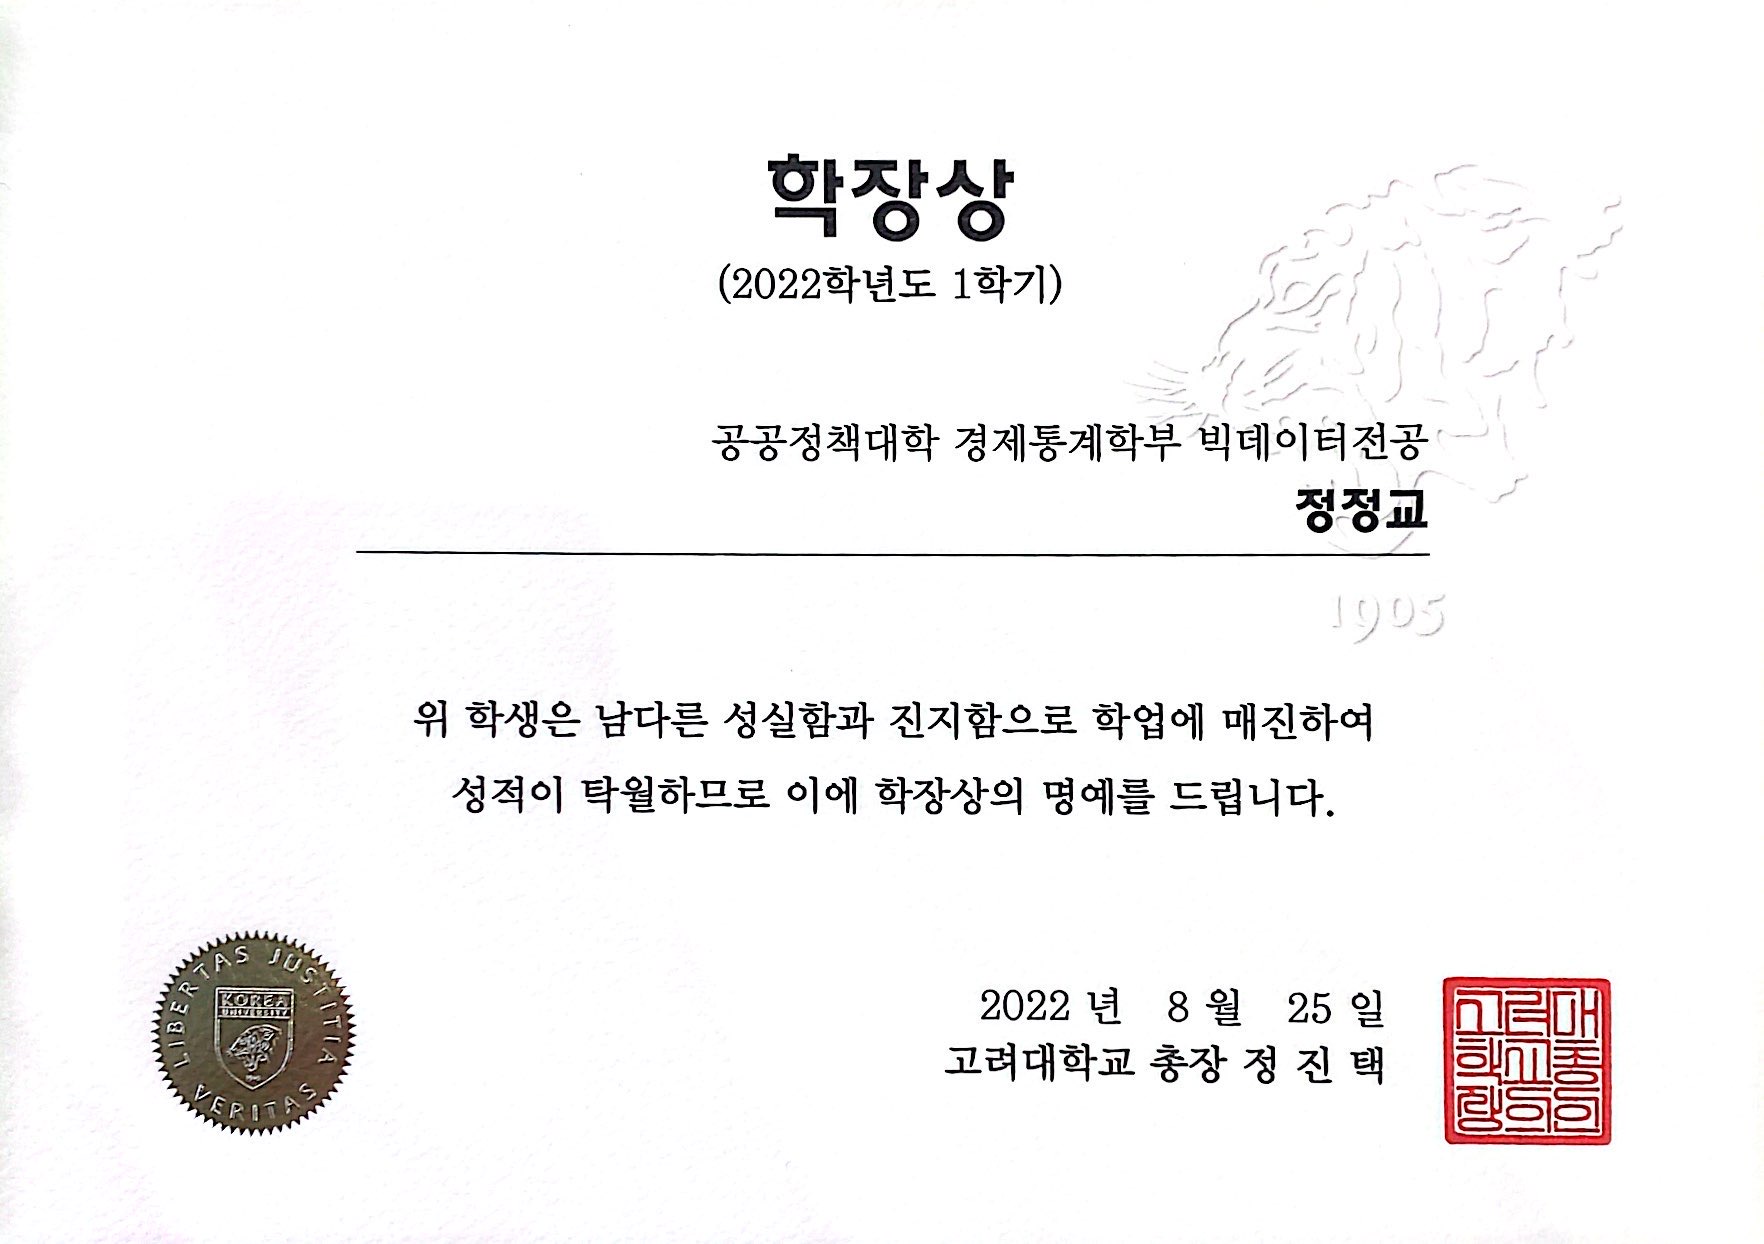 학장상
(2022학년도 1학기)
공공정책대학 경제통계학부 빅데이터전공
정정교
1905
위 학생은 남다른 성실함과 진지함으로 학업에 매진하여
성적이 탁월하므로 이에 학장상의 명예를 드립니다.
2022 년 8 월 25 일
고려대학교 총장 정 진 택
LIBERTAS JUSTITIA VERITAS
KOREA
UNIVERSITY
고려대
학교총
장의인